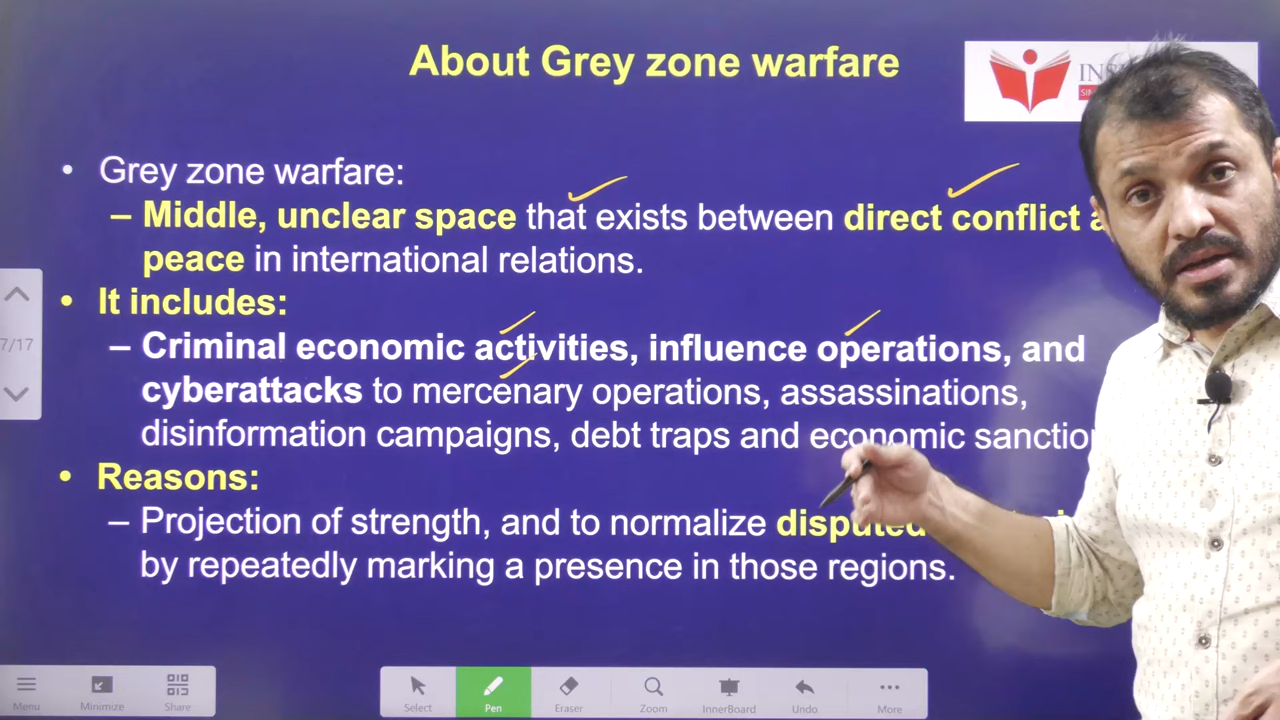 About Grey zone warfare
• Grey zone warfare:
– Middle, unclear space that exists between direct conflict
peace in international relations.
• It includes:
– Criminal economic activities, influence operations, and
cyberattacks to mercenary operations, assassinations,
disinformation campaigns, debt traps and economic
• Reasons:
– Projection of strength, and to normalize disputed
by repeatedly marking a presence in those regions.
7/17
Menu
Minimize
Share
Select
Pen
Eraser
Zoom
InnerBoard
Undo
More